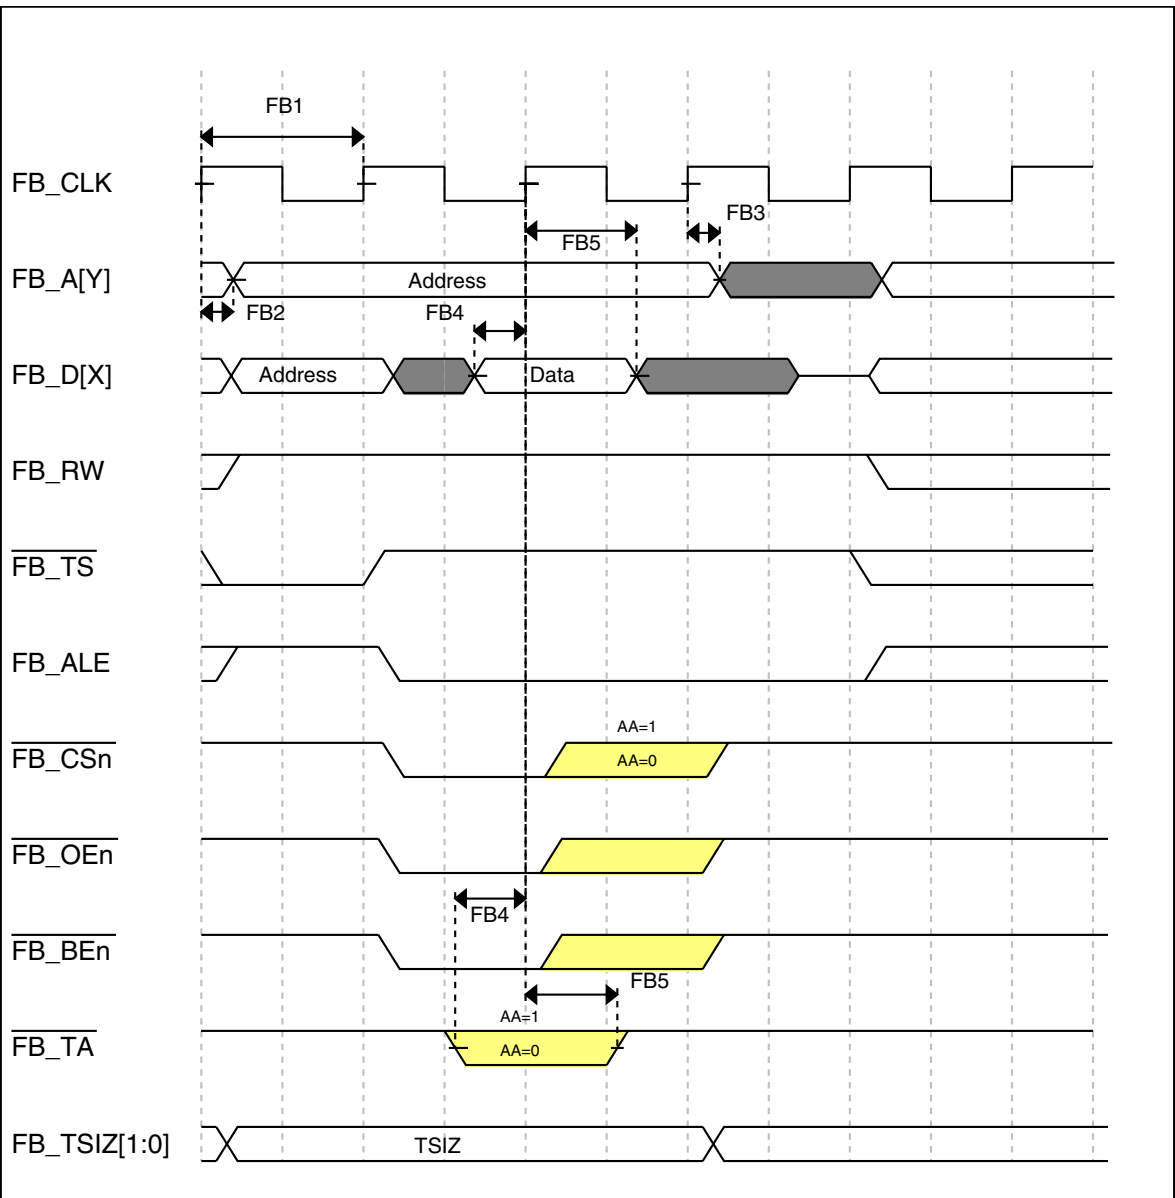 FB1
FB_CLK
FB3
FB5
FB_A[Y]
Address
FB2
FB4
FB_D[X]
Address
Data
FB_RW
FB_TS
FB_ALE
AA=1
FB_CSn
AA=0
FB_OEn
FB4
FB_BEn
FB5
AA=1
FB_TA
AA=0
FB_TSIZ[1:0]
TSIZ